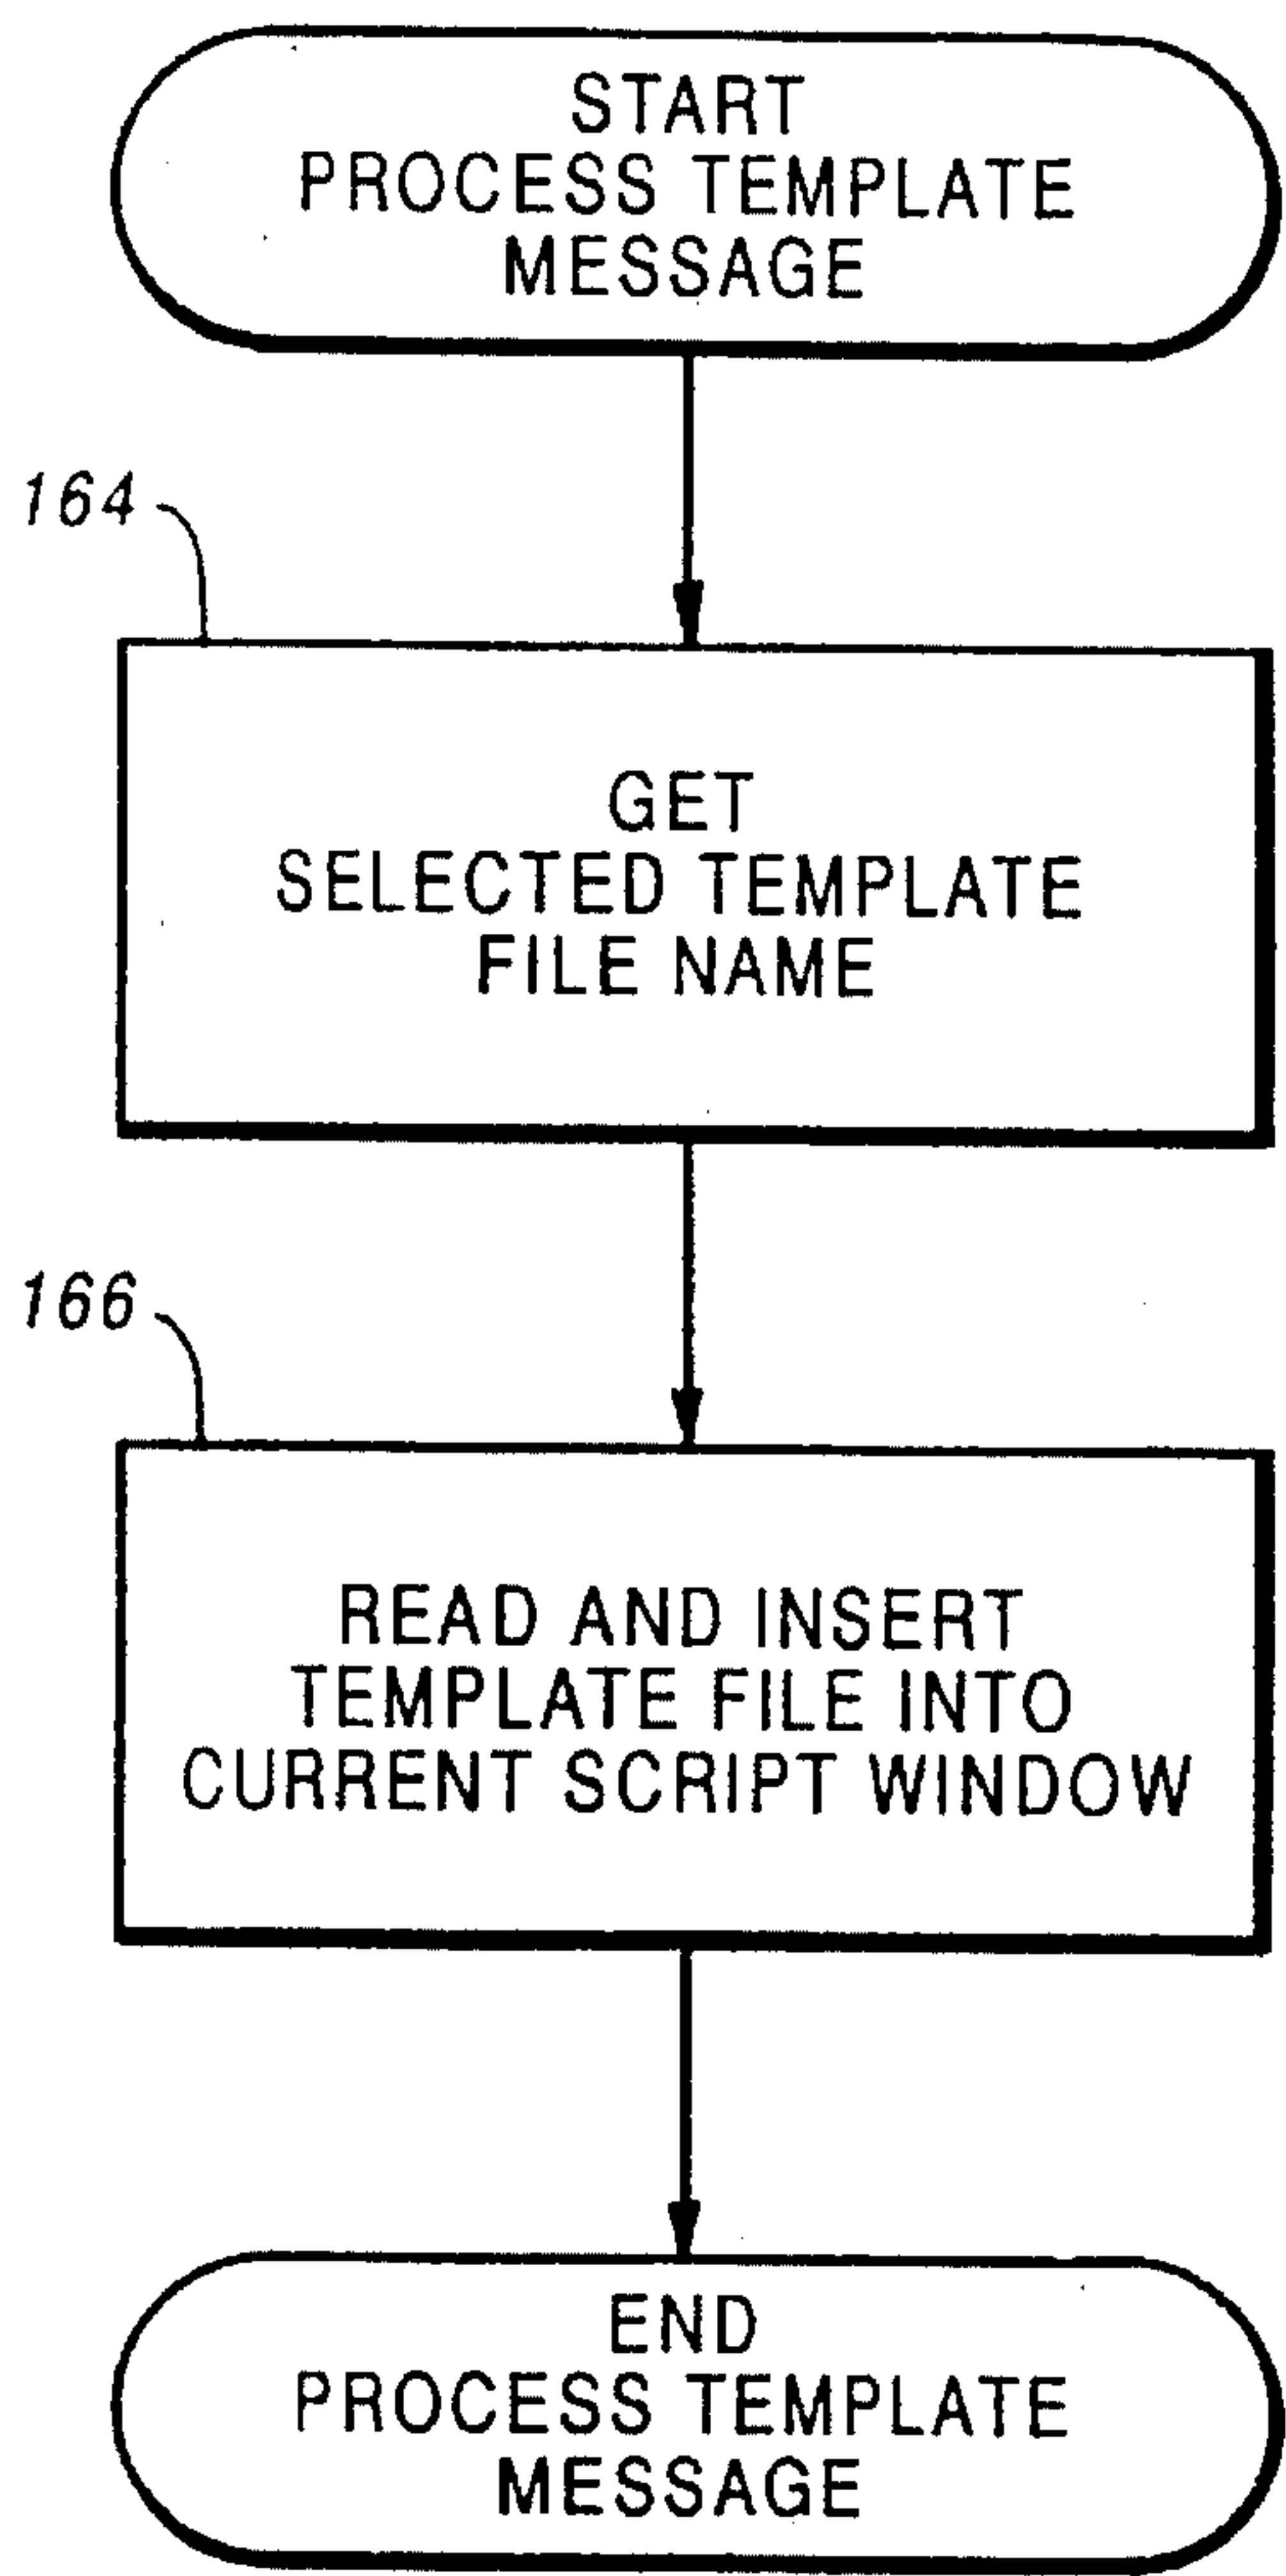 START
PROCESS TEMPLATE
MESSAGE
164
GET
SELECTED TEMPLATE
FILE NAME
166
READ AND INSERT
TEMPLATE FILE INTO
CURRENT SCRIPT WINDOW
END
PROCESS TEMPLATE
MESSAGE